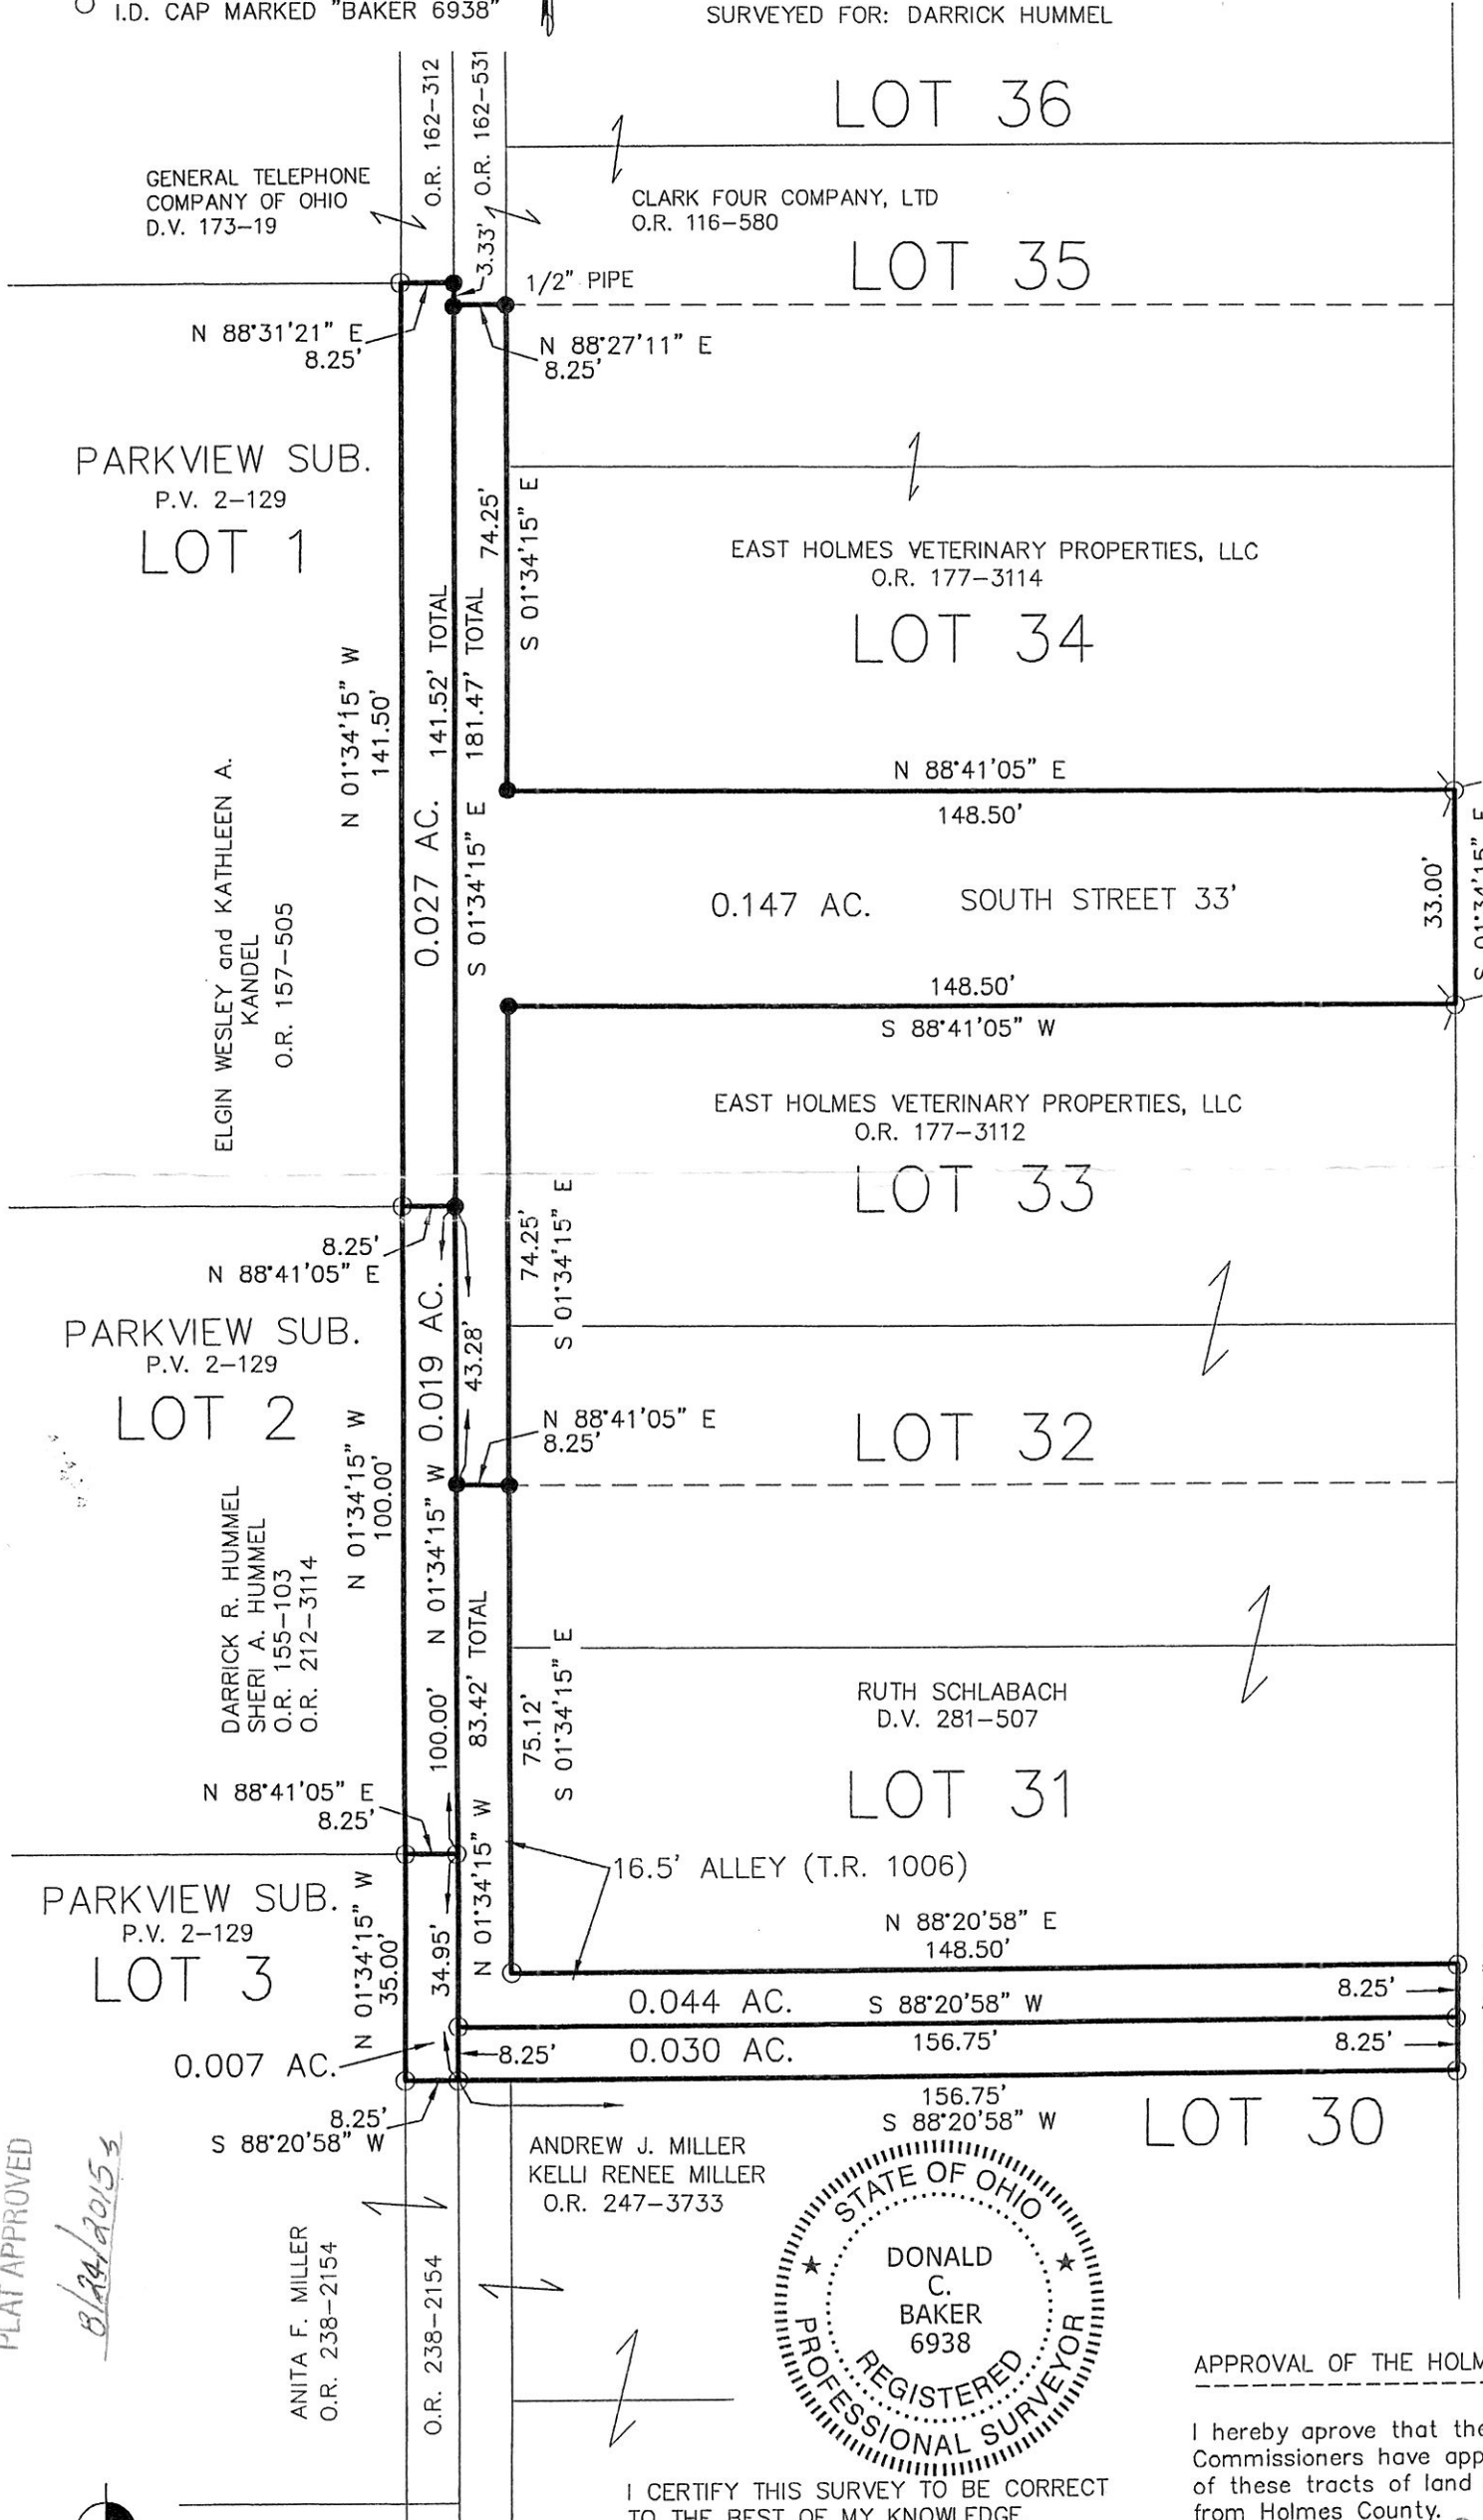 I.D. CAP MARKED "BAKER 6938"
SURVEYED FOR: DARRICK HUMMEL
O.R. 162-312
O.R. 162-531
LOT 36
GENERAL TELEPHONE
COMPANY OF OHIO
D.V. 173-19
CLARK FOUR COMPANY, LTD
O.R. 116-580
3.33'
LOT 35
1/2" PIPE
N 88°31'21" E
8.25'
N 88°27'11" E
8.25'
PARKVIEW SUB.
P.V. 2-129
LOT 1
74.25'
S 01°34'15" E
EAST HOLMES VETERINARY PROPERTIES, LLC
O.R. 177-3114
LOT 34
N 01°34'15" W
141.50'
141.52' TOTAL
0.027 AC.
181.47' TOTAL
S 01°34'15" E
N 88°41'05" E
148.50'
ELGIN WESLEY and KATHLEEN A.
KANDEL
O.R. 157-505
0.147 AC.
SOUTH STREET 33'
33.00'
S 01°34'15" E
148.50'
S 88°41'05" W
EAST HOLMES VETERINARY PROPERTIES, LLC
O.R. 177-3112
LOT 33
8.25'
N 88°41'05" E
74.25'
S 01°34'15" E
PARKVIEW SUB.
P.V. 2-129
LOT 2
0.019 AC.
43.28'
N 88°41'05" E
8.25'
LOT 32
N 01°34'15" W
100.00'
DARRICK R. HUMMEL
SHERI A. HUMMEL
O.R. 155-103
O.R. 212-3114
N 01°34'15" W
100.00'
83.42' TOTAL
N 01°34'15" W
75.12'
S 01°34'15" E
RUTH SCHLABACH
D.V. 281-507
LOT 31
N 88°41'05" E
8.25'
16.5' ALLEY (T.R. 1006)
PARKVIEW SUB.
P.V. 2-129
LOT 3
N 01°34'15" W
35.00'
34.95'
N 88°20'58" E
148.50'
0.044 AC.
S 88°20'58" W
8.25'
0.007 AC.
8.25'
0.030 AC.
156.75'
8.25'
156.75'
S 88°20'58" W
LOT 30
8.25'
S 88°20'58" W
ANDREW J. MILLER
KELLI RENEE MILLER
O.R. 247-3733
PLAT APPROVED
8/24/2015
ANITA F. MILLER
O.R. 238-2154
O.R. 238-2154
STATE OF OHIO
DONALD
C.
BAKER
6938
REGISTERED
PROFESSIONAL SURVEYOR
APPROVAL OF THE HOLM
I hereby aprove that the
Commissioners have app
of these tracts of land
from Holmes County.
I CERTIFY THIS SURVEY TO BE CORRECT
TO THE BEST OF MY KNOWLEDGE